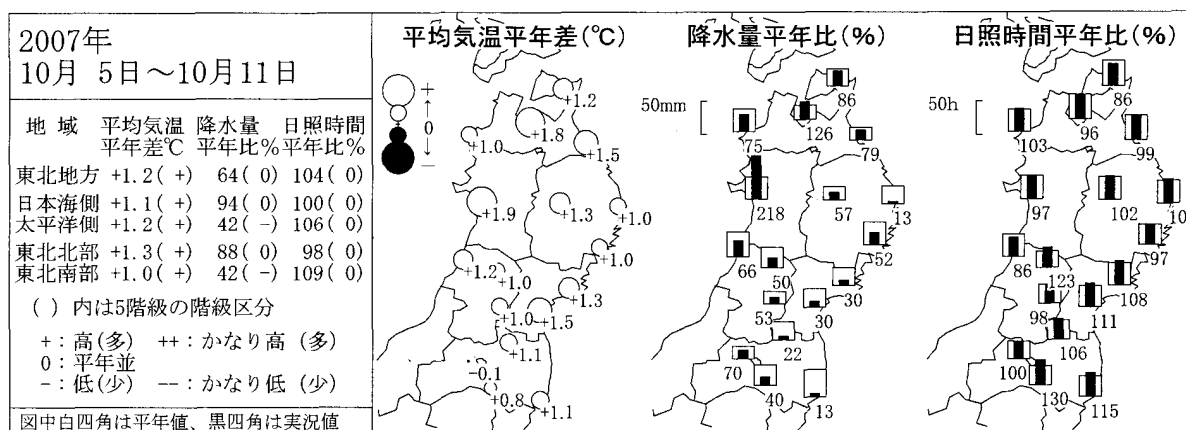 2007年
10月 5日～10月11日
地 域 平均気温 降水量 日照時間
平年差℃ 平年比% 平年比%
東北地方 +1.2( +) 64( 0) 104( 0)
日本海側 +1.1( +) 94( 0) 100( 0)
太平洋側 +1.2( +) 42( -) 106( 0)
東北北部 +1.3( +) 88( 0) 98( 0)
東北南部 +1.0( +) 42( -) 109( 0)
( ) 内は5階級の階級区分
+：高(多) ++：かなり高 (多)
0：平年並
-：低(少) --：かなり低 (少)
図中白四角は平年値、黒四角は実況値
平均気温平年差(℃)
+
↑
0
↓
-
+1.2
+1.8
+1.0
+1.5
+1.9
+1.3
+1.0
+1.0
+1.2
+1.0
+1.3
+1.0
+1.5
+1.1
-0.1
+0.8
+1.1
降水量平年比(%)
50mm
86
126
75
79
218
57
13
52
66
50
30
53
30
22
70
40
13
日照時間平年比(%)
50h
86
96
103
99
97
102
97
86
123
108
98
111
106
100
130
115